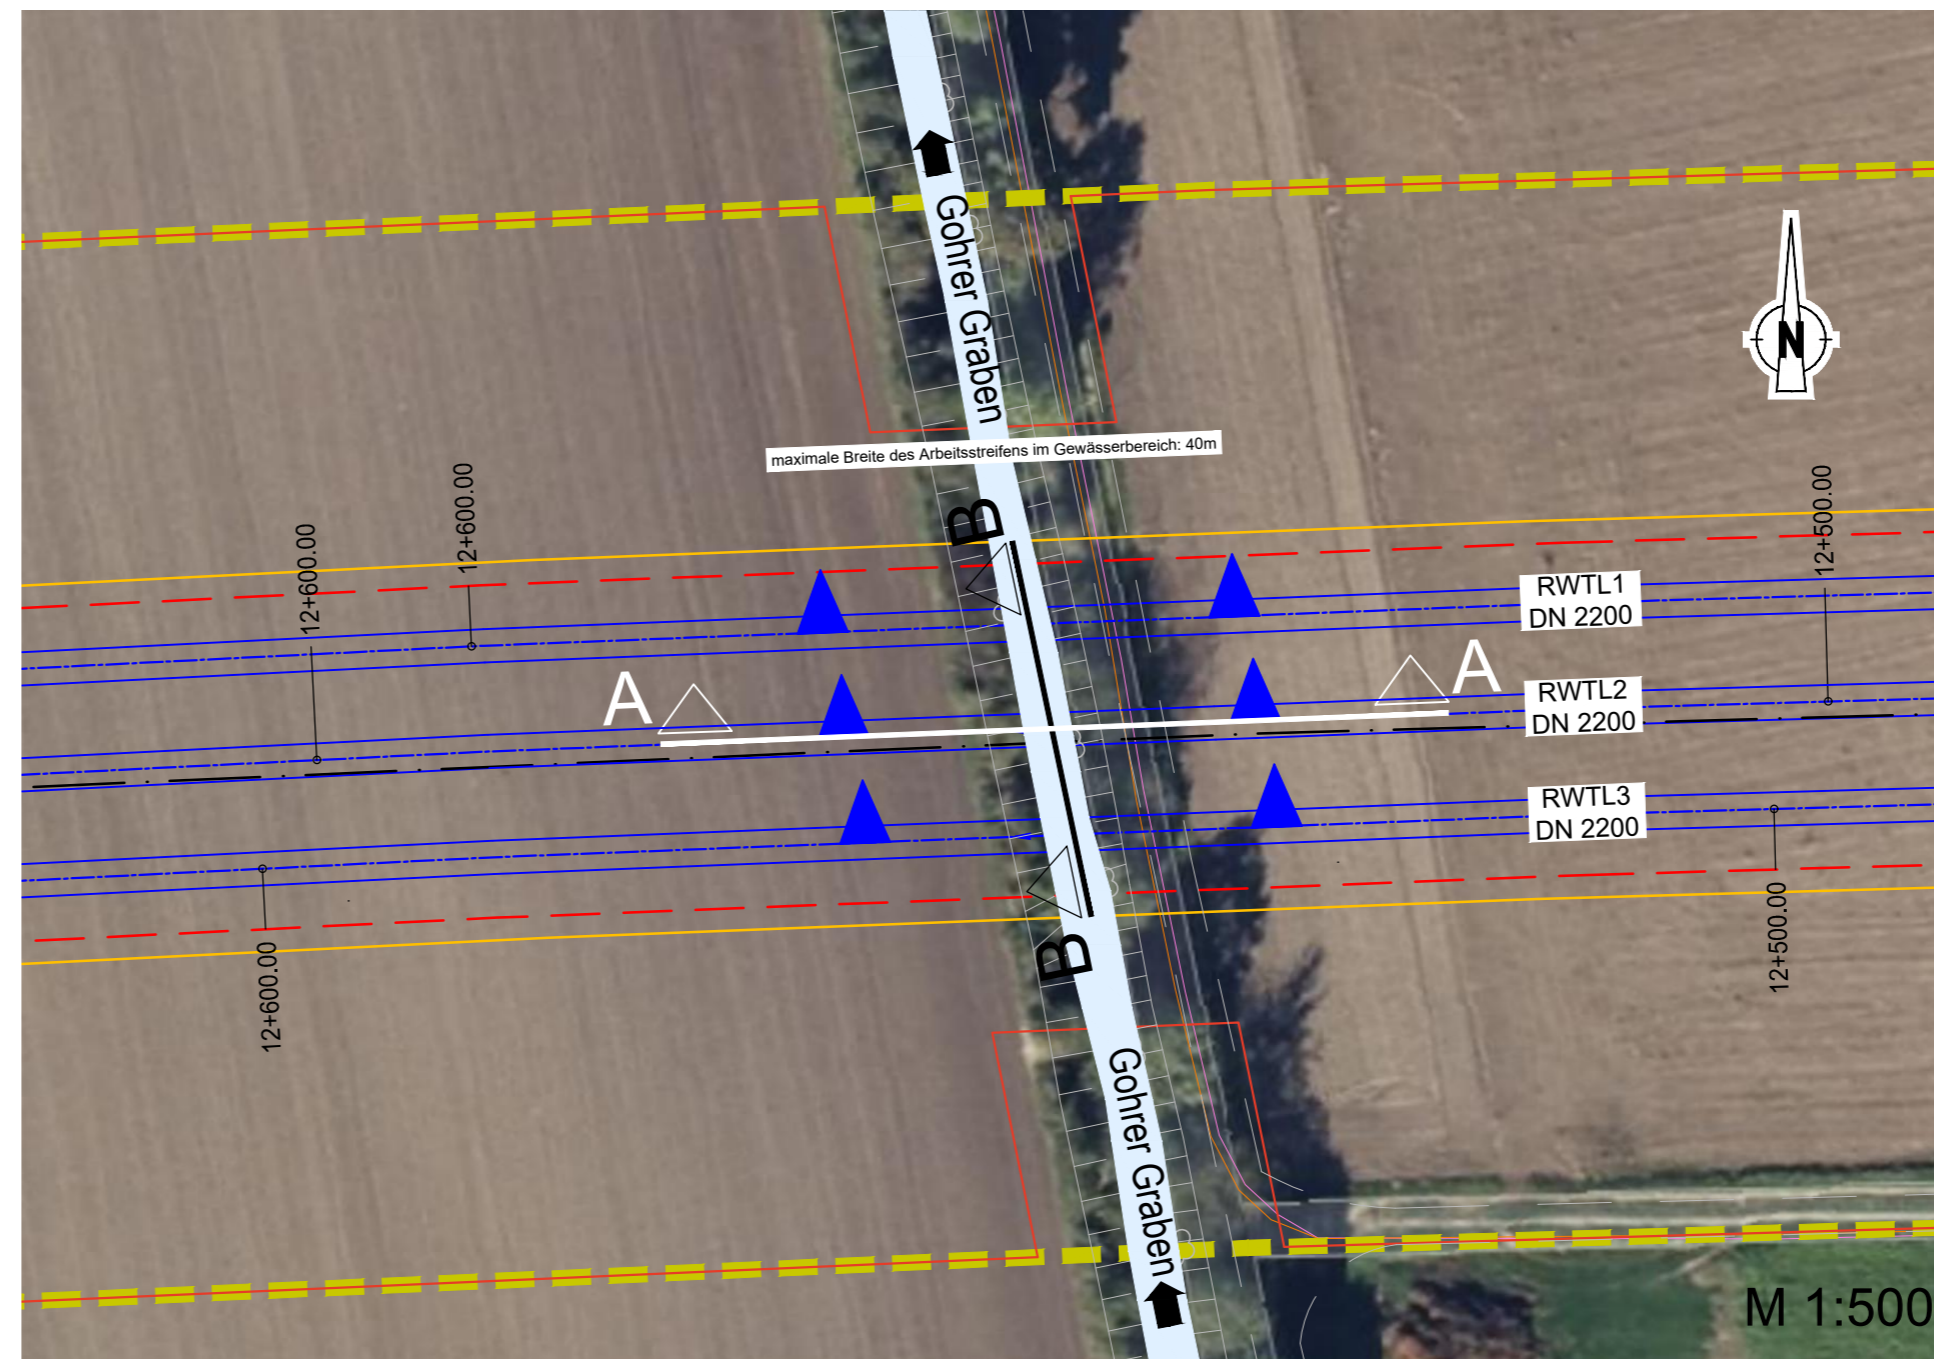 Gohrer Graben
N
maximale Breite des Arbeitsstreifens im Gewässerbereich: 40m
12+600.00
12+600.00
12+500.00
B
RWTL1
DN 2200
A
A
RWTL2
DN 2200
RWTL3
DN 2200
B
12+600.00
12+500.00
Gohrer Graben
M 1:500